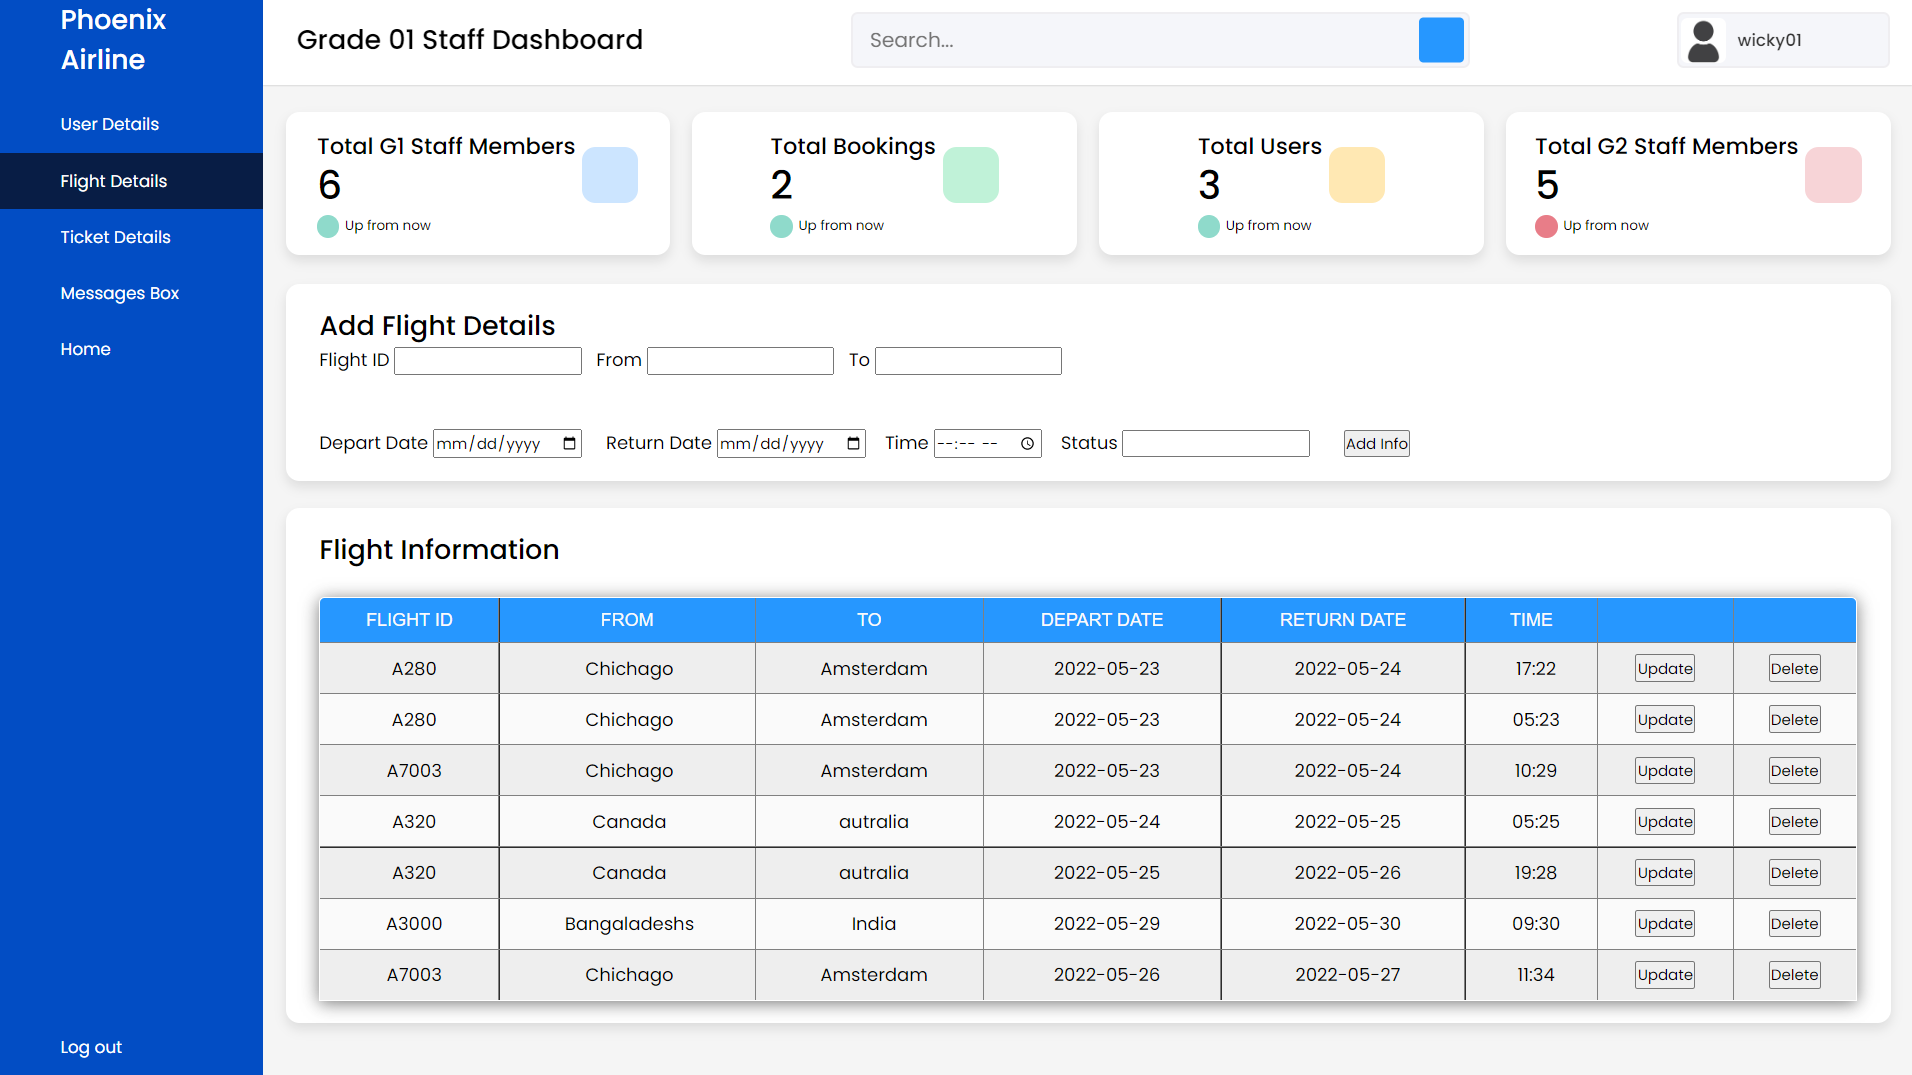 Phoenix
Airline
User Details
Flight Details
Ticket Details
Messages Box
Home
Log out
Grade 01 Staff Dashboard
Search...
wicky01
Total G1 Staff Members
6
Up from now
Total Bookings
2
Up from now
Total Users
3
Up from now
Total G2 Staff Members
5
Up from now
Add Flight Details
Flight ID From To
Depart Date mm/dd/yyyy Return Date mm/dd/yyyy Time --:-- -- Status Add Info
Flight Information
FLIGHT ID FROM TO DEPART DATE RETURN DATE TIME
A280 Chichago Amsterdam 2022-05-23 2022-05-24 17:22 Update Delete
A280 Chichago Amsterdam 2022-05-23 2022-05-24 05:23 Update Delete
A7003 Chichago Amsterdam 2022-05-23 2022-05-24 10:29 Update Delete
A320 Canada autralia 2022-05-24 2022-05-25 05:25 Update Delete
A320 Canada autralia 2022-05-25 2022-05-26 19:28 Update Delete
A3000 Bangaladeshs India 2022-05-29 2022-05-30 09:30 Update Delete
A7003 Chichago Amsterdam 2022-05-26 2022-05-27 11:34 Update Delete